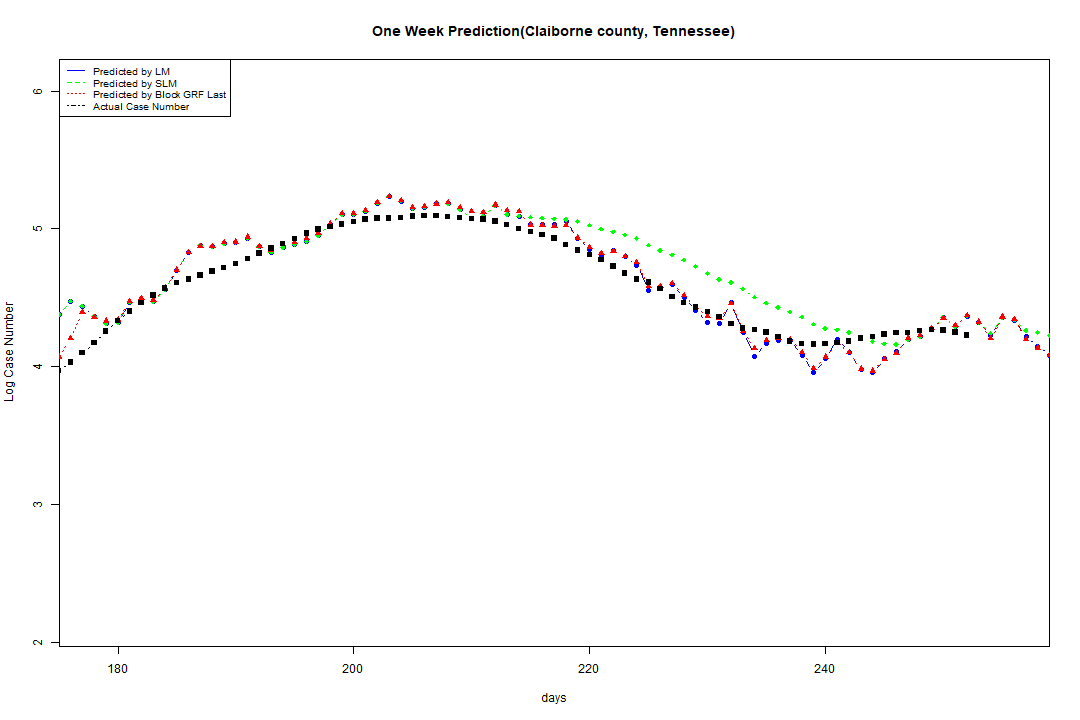 One Week Prediction(Claiborne county, Tennessee)
Predicted by LM
Predicted by SLM
Predicted by Block GRF Last
Actual Case Number
6
5
4
3
2
Log Case Number
180
200
220
240
days